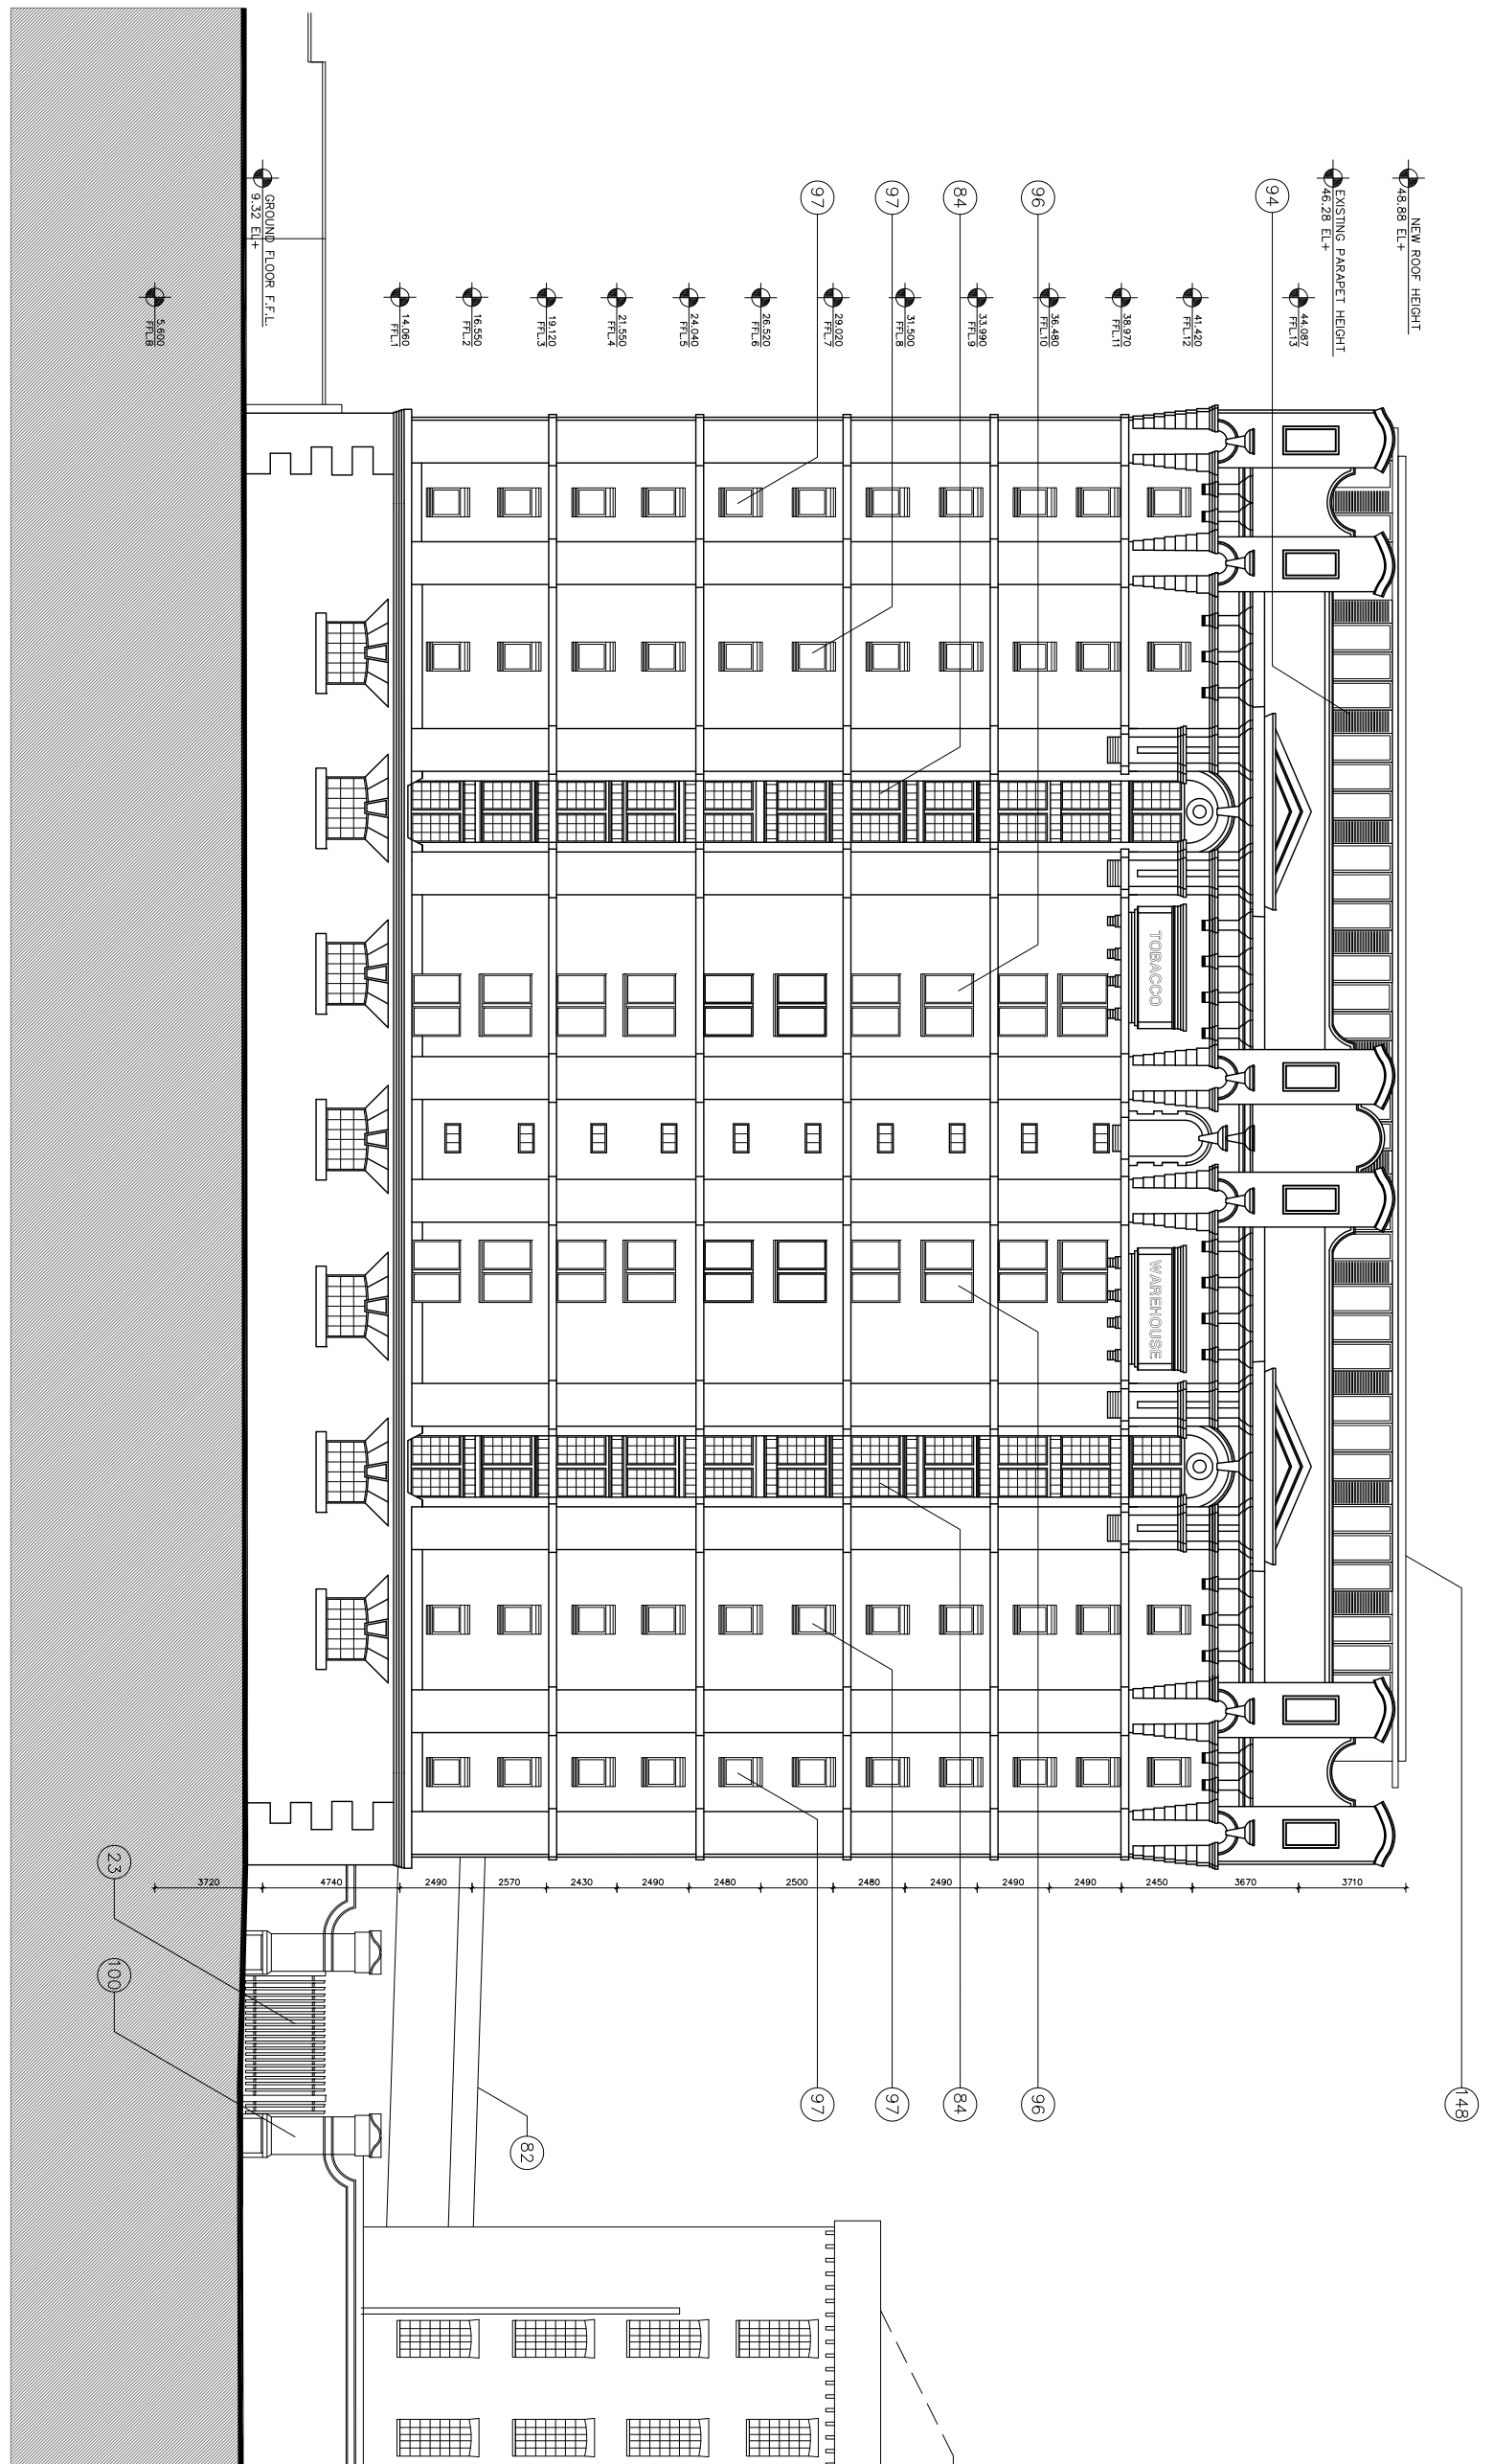 NEW ROOF HEIGHT
48.88 EL+
EXISTING PARAPET HEIGHT
46.28 EL+
44.087
FFL.13
41.420
FFL.12
38.970
FFL.11
36.480
FFL.10
33.990
FFL.9
31.500
FFL.8
29.020
FFL.7
26.520
FFL.6
24.040
FFL.5
21.550
FFL.4
19.120
FFL.3
16.550
FFL.2
14.060
FFL.1
GROUND FLOOR F.F.L.
9.32 EL+
5.600
FFL.B
94
96
84
97
97
TOBACCO
WAREHOUSE
3720
4740
2490
2570
2430
2490
2480
2500
2480
2490
2490
2490
2450
3670
3710
148
96
84
97
97
82
23
100